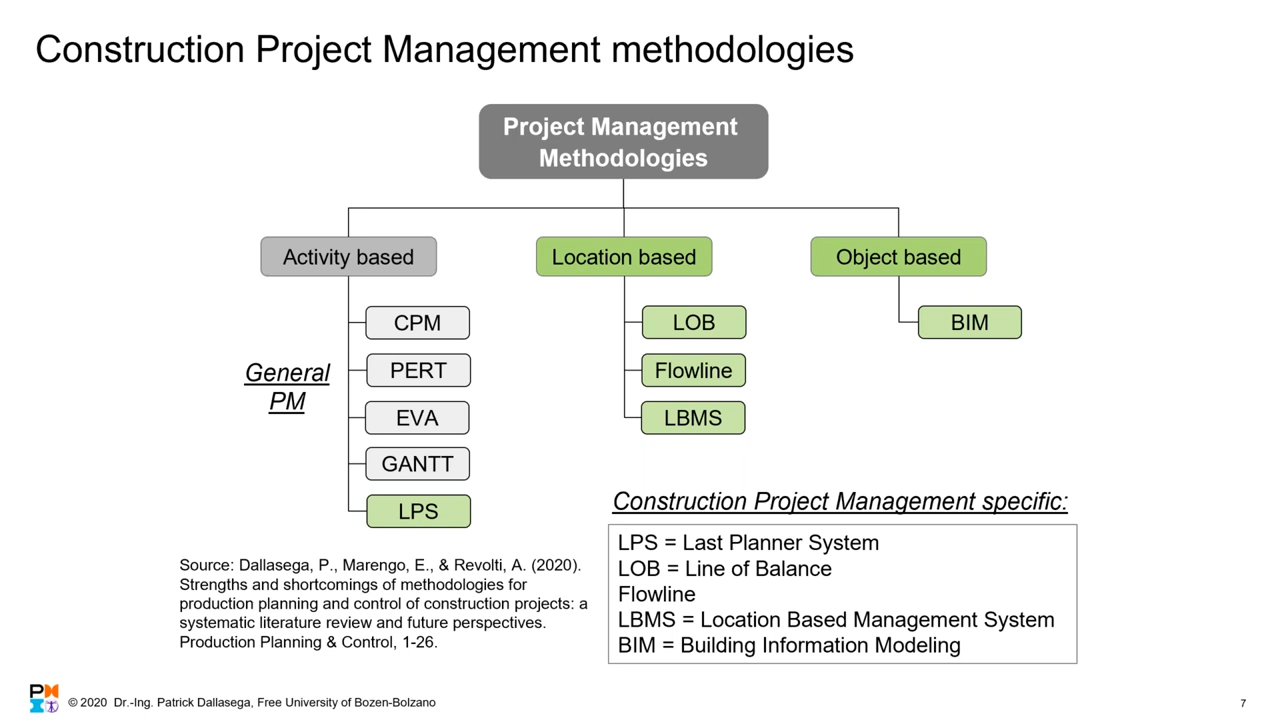 Construction Project Management methodologies
Project Management
Methodologies
Activity based
Location based
Object based
CPM
LOB
BIM
General
PM
PERT
Flowline
EVA
LBMS
GANTT
LPS
Construction Project Management specific:
LPS = Last Planner System
LOB = Line of Balance
Flowline
LBMS = Location Based Management System
BIM = Building Information Modeling
Source: Dallasega, P., Marengo, E., & Revolti, A. (2020).
Strengths and shortcomings of methodologies for
production planning and control of construction projects: a
systematic literature review and future perspectives.
Production Planning & Control, 1-26.
PM
© 2020 Dr.-Ing. Patrick Dallasega, Free University of Bozen-Bolzano
7